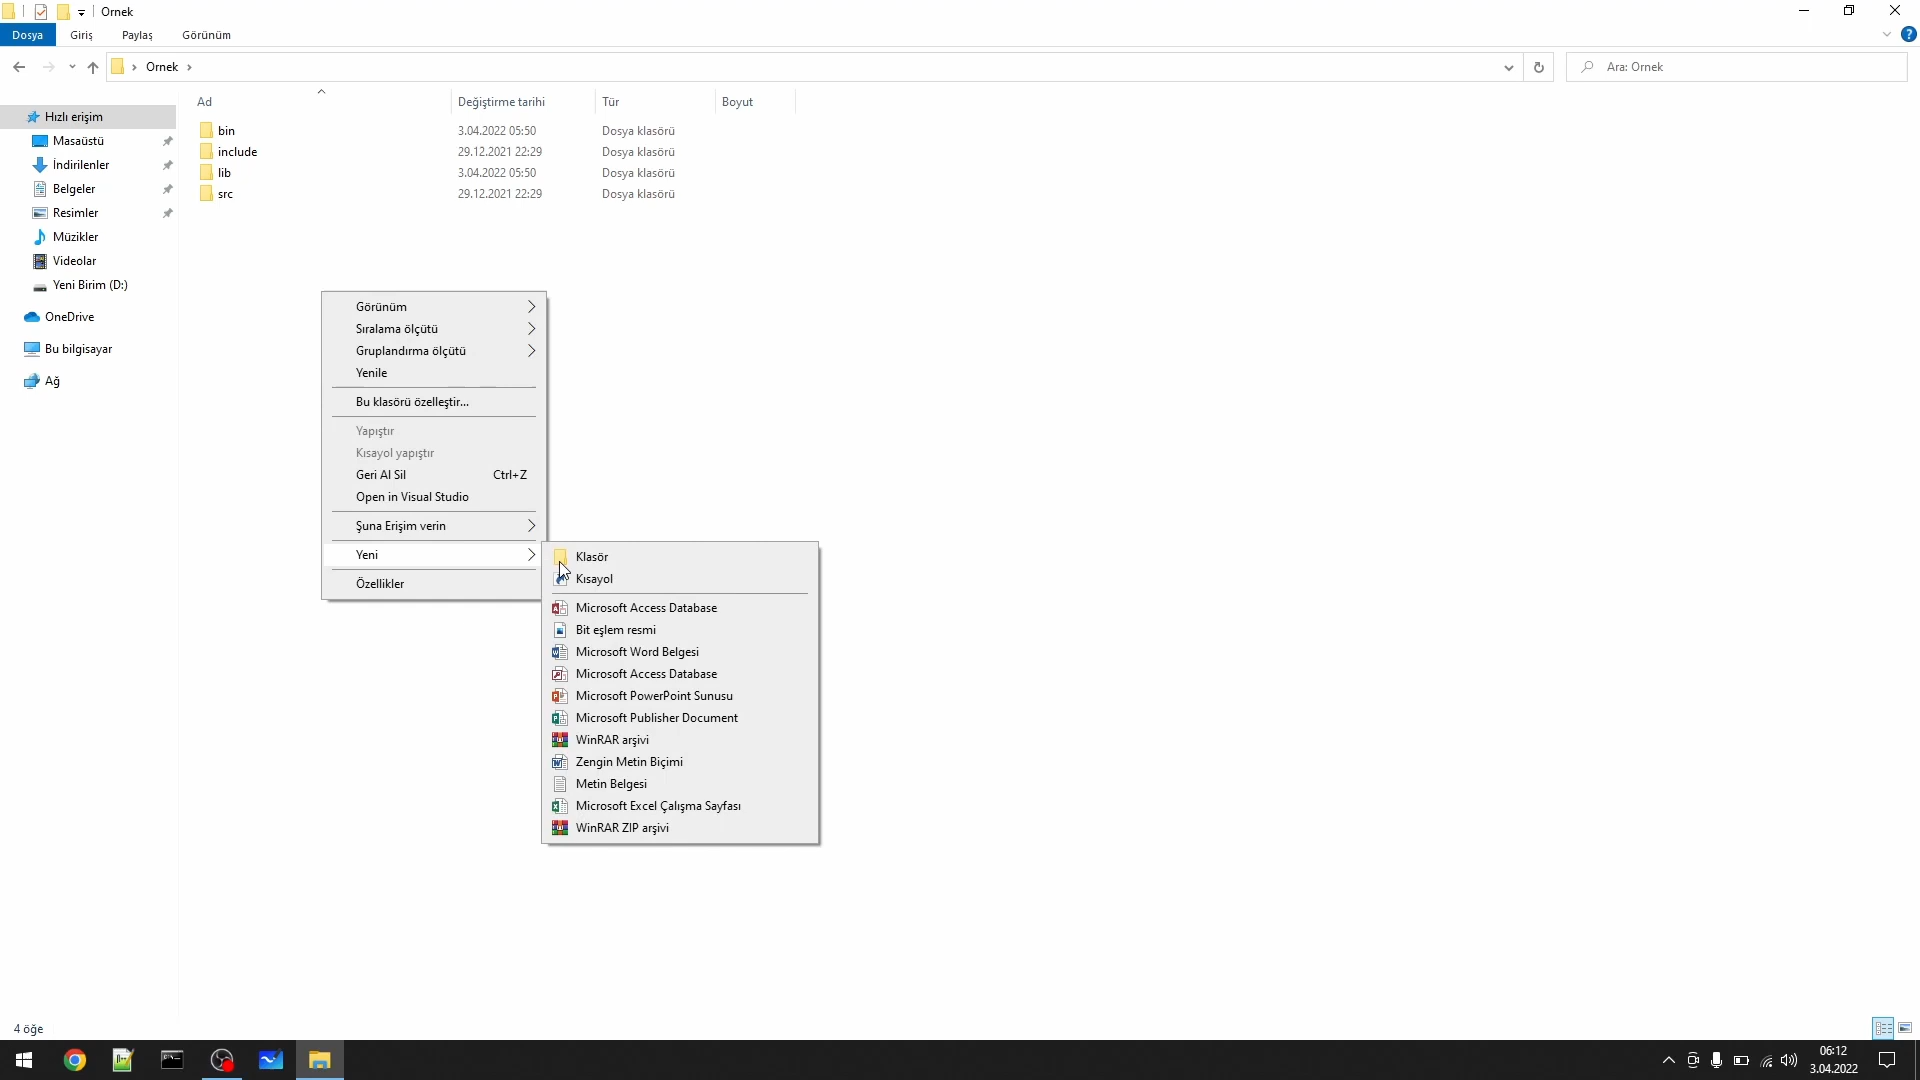 Ornek
Dosya Giriş Paylaş Görünüm
Ornek
Ara: Ornek
Ad Değiştirme tarihi Tür Boyut
Hızlı erişim
Masaüstü
İndirilenler
Belgeler
Resimler
Müzikler
Videolar
Yeni Birim (D:)
OneDrive
Bu bilgisayar
Ağ
bin 3.04.2022 05:50 Dosya klasörü
include 29.12.2021 22:29 Dosya klasörü
lib 3.04.2022 05:50 Dosya klasörü
src 29.12.2021 22:29 Dosya klasörü
Görünüm
Sıralama ölçütü
Gruplandırma ölçütü
Yenile
Bu klasörü özelleştir...
Yapıştır
Kısayol yapıştır
Geri Al Sil Ctrl+Z
Open in Visual Studio
Şuna Erişim verin
Yeni
Özellikler
Klasör
Kısayol
Microsoft Access Database
Bit eşlem resmi
Microsoft Word Belgesi
Microsoft Access Database
Microsoft PowerPoint Sunusu
Microsoft Publisher Document
WinRAR arşivi
Zengin Metin Biçimi
Metin Belgesi
Microsoft Excel Çalışma Sayfası
WinRAR ZIP arşivi
4 öğe
06:12
3.04.2022